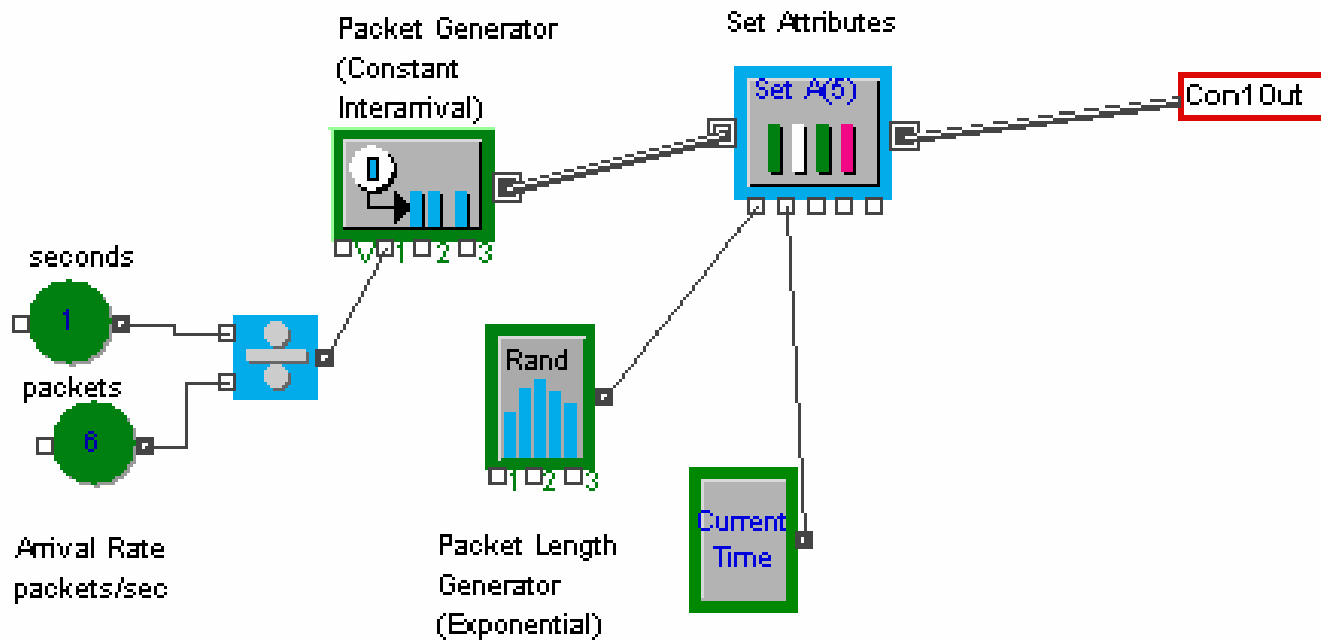 Packet Generator
(Constant
Interarrival)
Set Attributes
Set A(5)
Con1Out
V 1 2 3
seconds
1
packets
6
Rand
1 2 3
Current
Time
Arrival Rate
packets/sec
Packet Length
Generator
(Exponential)